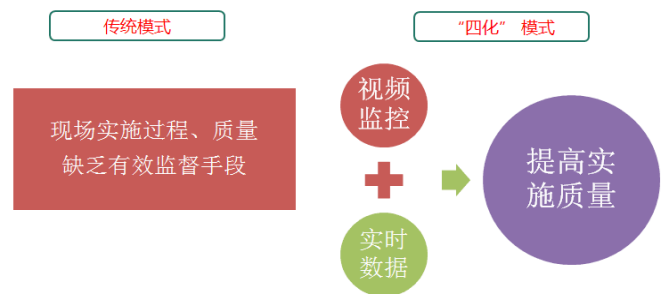 传统模式
“四化” 模式
现场实施过程、质量
缺乏有效监督手段
视频
监控
实时
数据
提高实
施质量